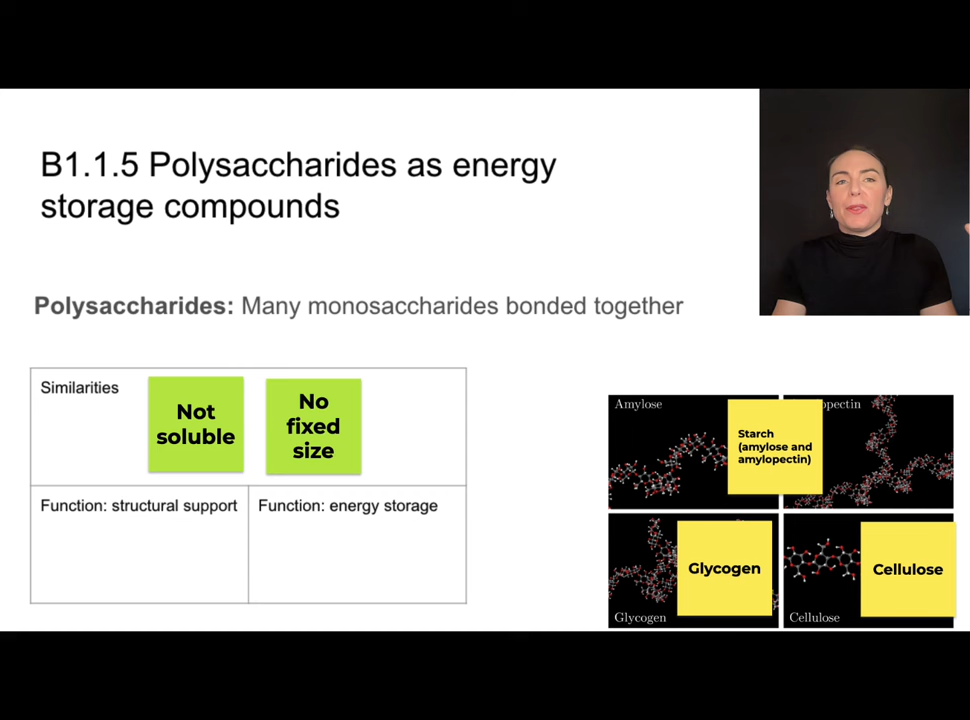 B1.1.5 Polysaccharides as energy
storage compounds
Polysaccharides: Many monosaccharides bonded together
Similarities
Not
soluble
No
fixed
size
Function: structural support
Function: energy storage
Amylose
opectin
Starch
(amylose and
amylopectin)
Glycogen
Glycogen
Cellulose
Cellulose